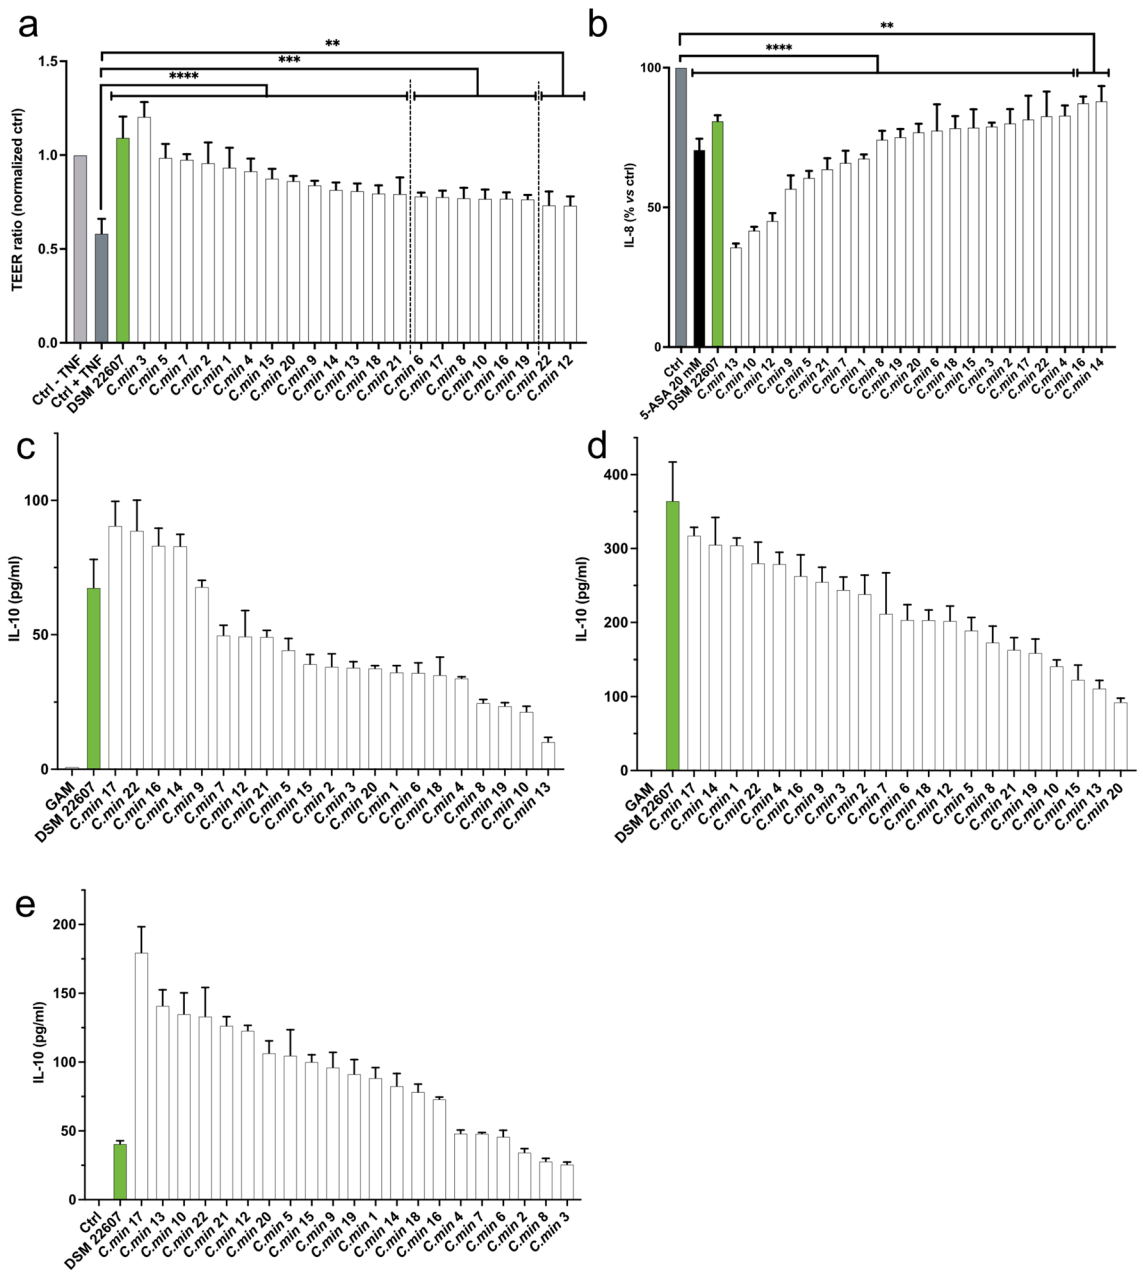 a
**
***
****
1.5
1.0
0.5
0.0
TEER ratio (normalized ctrl)
Ctrl - TNF
Ctrl + TNF
DSM 22607
C.min 3
C.min 5
C.min 7
C.min 2
C.min 1
C.min 4
C.min 15
C.min 20
C.min 9
C.min 14
C.min 13
C.min 18
C.min 21
C.min 6
C.min 17
C.min 8
C.min 10
C.min 16
C.min 19
C.min 22
C.min 12
b
**
****
100
50
0
IL-8 (% vs ctrl)
Ctrl
5-ASA 20 mM
DSM 22607
C.min 13
C.min 10
C.min 12
C.min 9
C.min 5
C.min 21
C.min 7
C.min 1
C.min 8
C.min 19
C.min 20
C.min 6
C.min 18
C.min 15
C.min 3
C.min 2
C.min 17
C.min 22
C.min 4
C.min 16
C.min 14
c
100
50
0
IL-10 (pg/ml)
GAM
DSM 22607
C.min 17
C.min 22
C.min 16
C.min 14
C.min 9
C.min 7
C.min 12
C.min 21
C.min 5
C.min 15
C.min 2
C.min 3
C.min 20
C.min 1
C.min 6
C.min 18
C.min 4
C.min 8
C.min 19
C.min 10
C.min 13
d
400
300
200
100
0
IL-10 (pg/ml)
GAM
DSM 22607
C.min 17
C.min 14
C.min 1
C.min 22
C.min 4
C.min 16
C.min 9
C.min 3
C.min 2
C.min 7
C.min 6
C.min 18
C.min 12
C.min 5
C.min 8
C.min 21
C.min 19
C.min 10
C.min 15
C.min 13
C.min 20
e
200
150
100
50
0
IL-10 (pg/ml)
Ctrl
DSM 22607
C.min 17
C.min 13
C.min 10
C.min 22
C.min 21
C.min 12
C.min 20
C.min 5
C.min 15
C.min 9
C.min 19
C.min 1
C.min 14
C.min 18
C.min 16
C.min 4
C.min 7
C.min 6
C.min 2
C.min 8
C.min 3